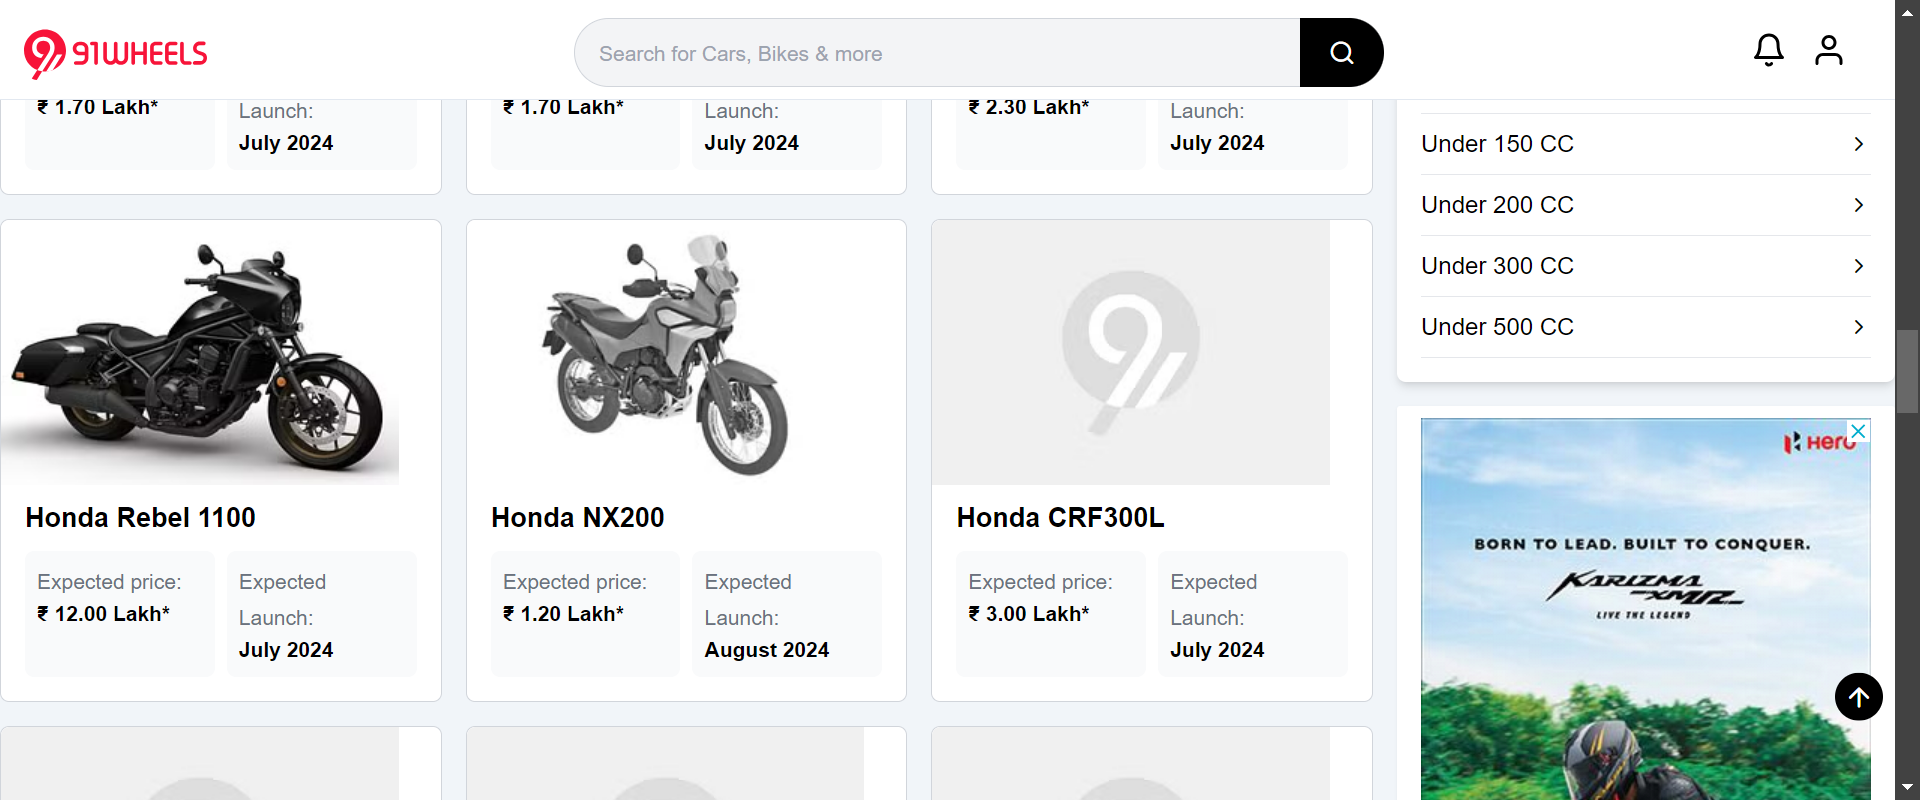 91WHEELS
Search for Cars, Bikes & more
₹ 1.70 Lakh*
Launch:
July 2024
₹ 1.70 Lakh*
Launch:
July 2024
₹ 2.30 Lakh*
Launch:
July 2024
Honda Rebel 1100
Expected price:
₹ 12.00 Lakh*
Expected
Launch:
July 2024
Honda NX200
Expected price:
₹ 1.20 Lakh*
Expected
Launch:
August 2024
Honda CRF300L
Expected price:
₹ 3.00 Lakh*
Expected
Launch:
July 2024
Under 150 CC
Under 200 CC
Under 300 CC
Under 500 CC
Hero
BORN TO LEAD. BUILT TO CONQUER.
KARIZMA
XMR
LIVE THE LEGEND